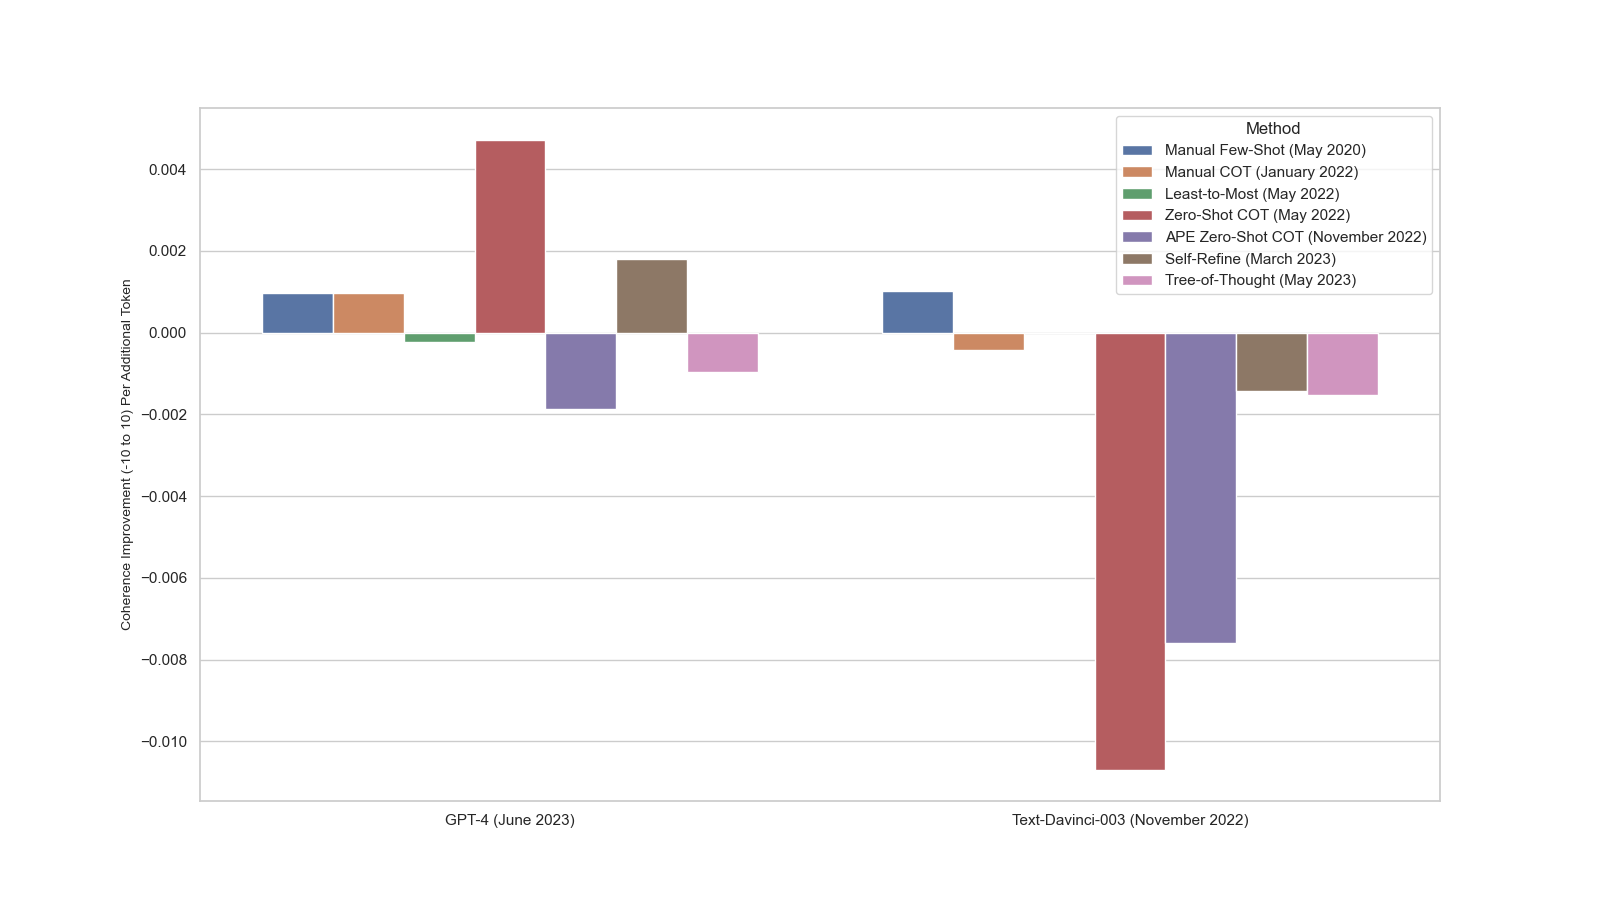 Method
Manual Few-Shot (May 2020)
Manual COT (January 2022)
Least-to-Most (May 2022)
Zero-Shot COT (May 2022)
APE Zero-Shot COT (November 2022)
Self-Refine (March 2023)
Tree-of-Thought (May 2023)
Coherence Improvement (-10 to 10) Per Additional Token
0.004
0.002
0.000
−0.002
−0.004
−0.006
−0.008
−0.010
GPT-4 (June 2023)
Text-Davinci-003 (November 2022)